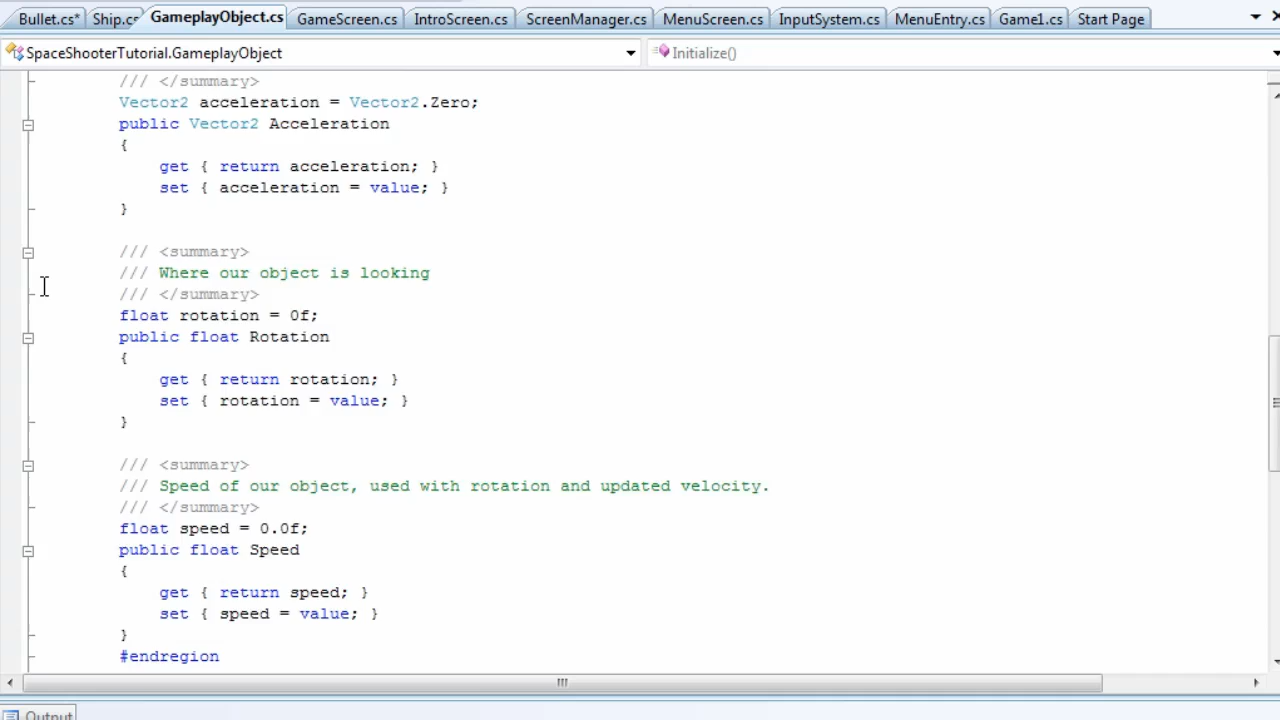 Bullet.cs* Ship.cs GameplayObject.cs GameScreen.cs IntroScreen.cs ScreenManager.cs MenuScreen.cs InputSystem.cs MenuEntry.cs Game1.cs Start Page
SpaceShooterTutorial.GameplayObject Initialize()
/// </summary>
Vector2 acceleration = Vector2.Zero;
public Vector2 Acceleration
{
get { return acceleration; }
set { acceleration = value; }
}
/// <summary>
/// Where our object is looking
/// </summary>
float rotation = 0f;
public float Rotation
{
get { return rotation; }
set { rotation = value; }
}
/// <summary>
/// Speed of our object, used with rotation and updated velocity.
/// </summary>
float speed = 0.0f;
public float Speed
{
get { return speed; }
set { speed = value; }
}
#endregion
Output